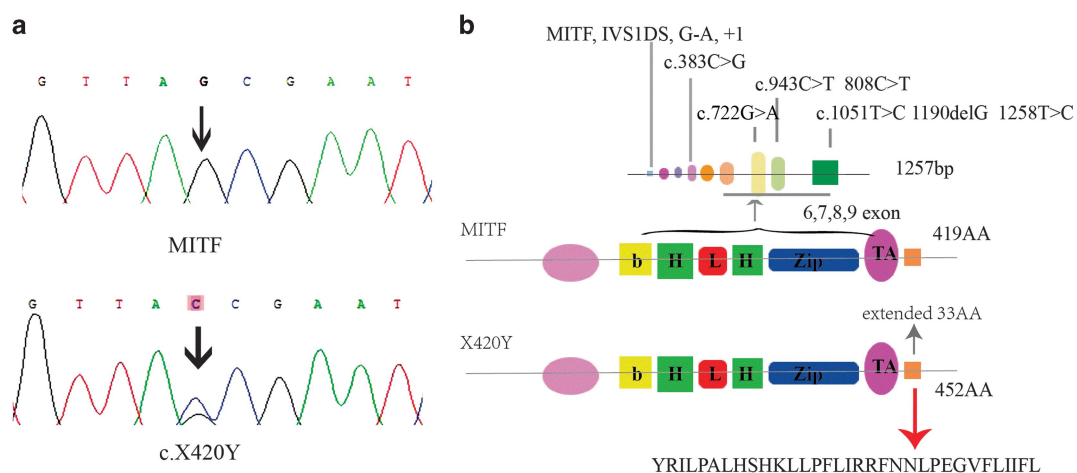 a
G T T A G C G A A T
MITF
G T T A C C G A A T
c.X420Y
b
MITF, IVS1DS, G-A, +1
c.383C>G
c.943C>T 808C>T
c.722G>A
c.1051T>C 1190delG 1258T>C
1257bp
6,7,8,9 exon
MITF
419AA
b H L H Zip TA
extended 33AA
X420Y
b H L H Zip TA
452AA
YRILPALHSHKLLPFLIRRFNNLPEGVFLIIFL